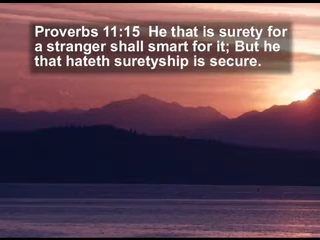 Proverbs 11:15  He that is surety for
a stranger shall smart for it; But he
that hateth suretyship is secure.